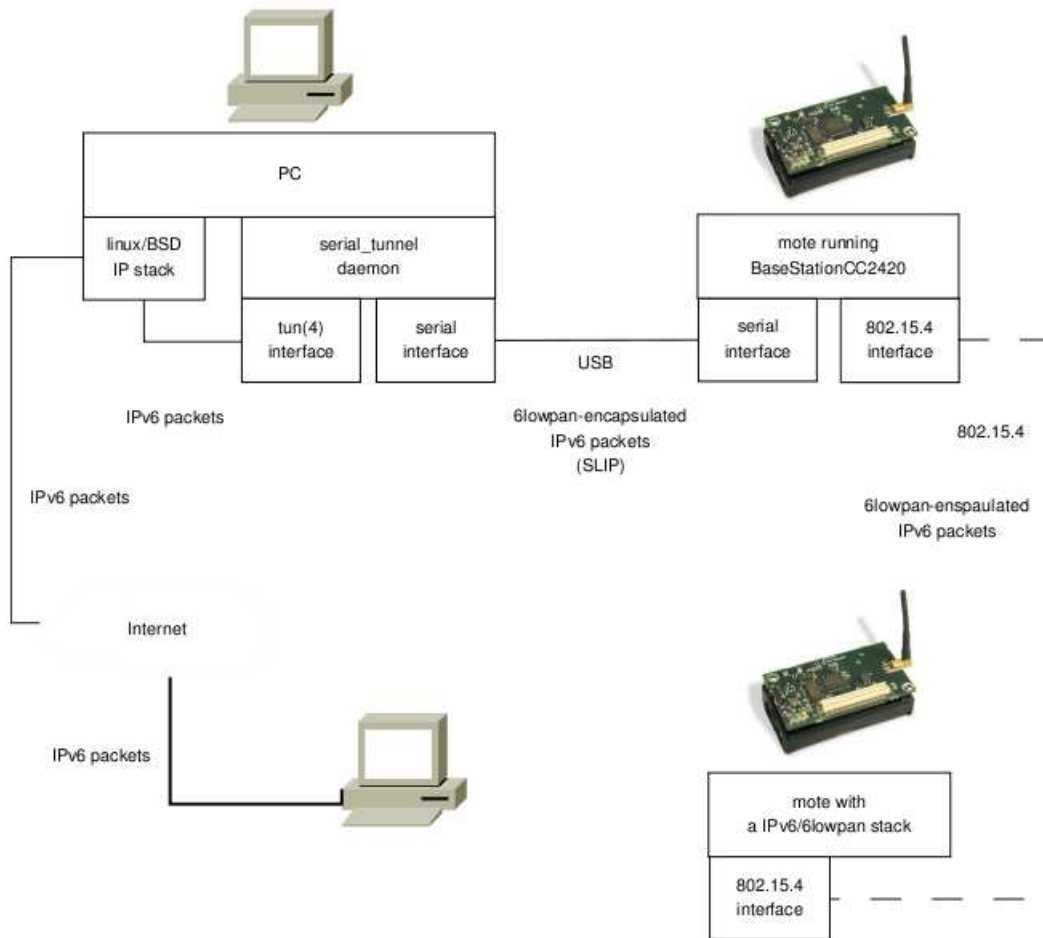 PC
linux/BSD
IP stack
serial_tunnel
daemon
tun(4)
interface
serial
interface
mote running
BaseStationCC2420
serial
interface
802.15.4
interface
USB
IPv6 packets
6lowpan-encapsulated
IPv6 packets
(SLIP)
802.15.4
IPv6 packets
6lowpan-enspaulated
IPv6 packets
Internet
IPv6 packets
mote with
a IPv6/6lowpan stack
802.15.4
interface